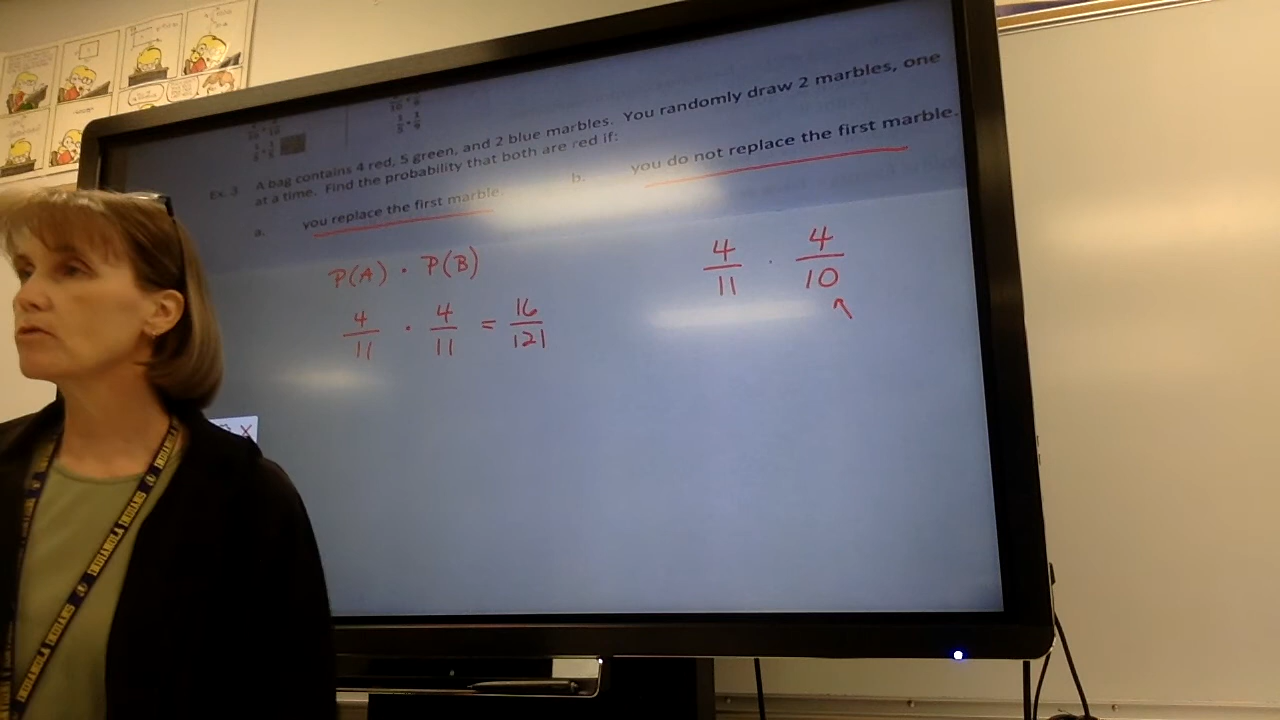 Ex. 3 A bag contains 4 red, 5 green, and 2 blue marbles. You randomly draw 2 marbles, one
at a time. Find the probability that both are red if:
a. you replace the first marble. b. you do not replace the first marble.
P(A) · P(B)
4/11 · 4/11 = 16/121
4/11 · 4/10
INDIANOLA INDIANS